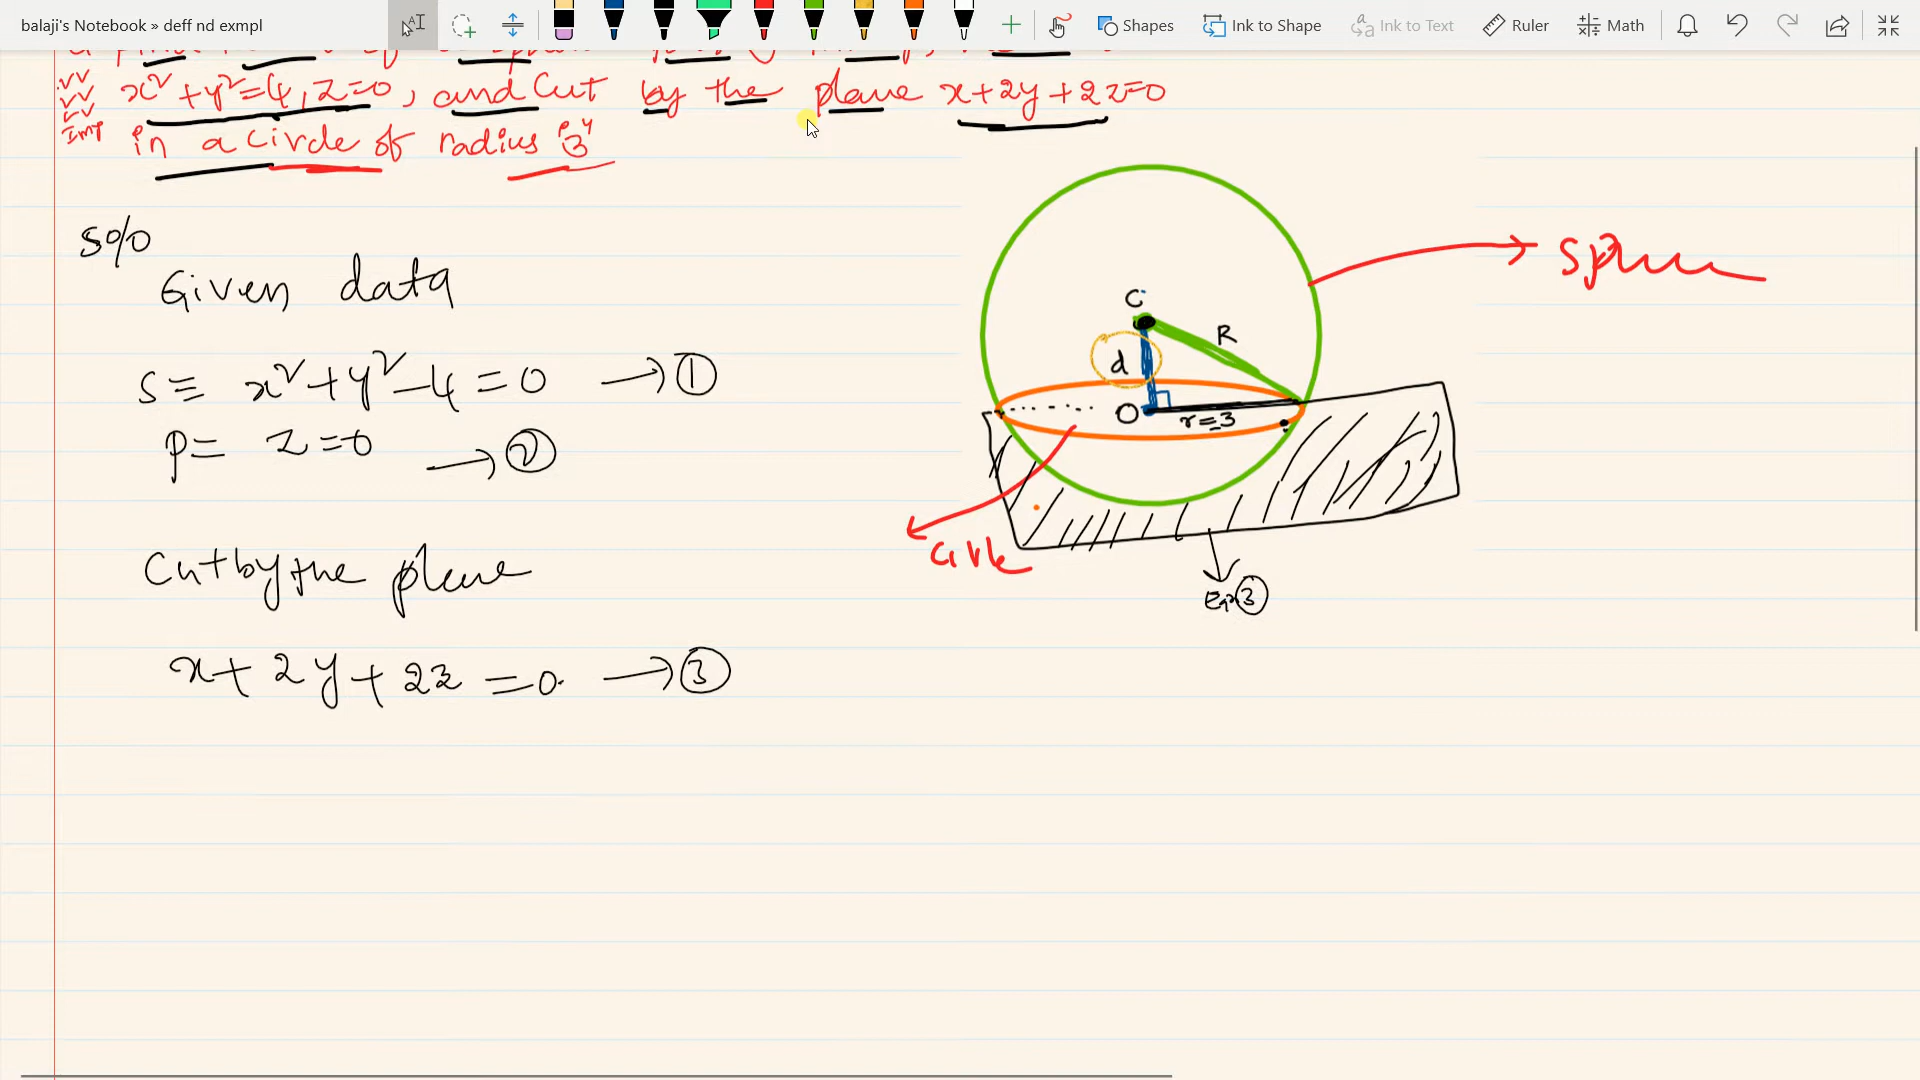 balaji's Notebook » deff nd exmpl
Shapes
Ink to Shape
Ink to Text
Ruler
Math
x²+y²=4, z=0, and cut by the plane x+2y+2z=0
Imp
in a circle of radius '3'
Given data
S≡ x²+y²-4=0 → ①
P= z=0 → ②
Cut by the plane
x+2y+2z=0. → ③
C
R
d
O
r=3
Circle
Eqn ③